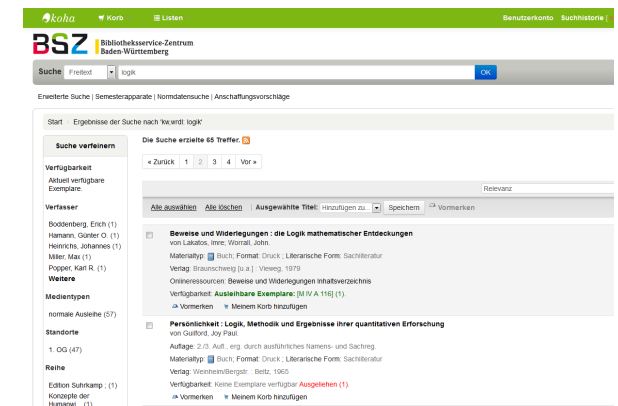 koha Korb Listen Benutzerkonto Suchhistorie [
BSZ Bibliotheksservice-Zentrum
Baden-Württemberg
Suche Freitext logik OK
Erweiterte Suche | Semesterapparate | Normdatensuche | Anschaffungsvorschläge
Start Ergebnisse der Suche nach 'kw,wrdl: logik'
Suche verfeinern
Verfügbarkeit
Aktuell verfügbare
Exemplare.
Verfasser
Boddenberg, Erich (1)
Hamann, Günter O. (1)
Heinrichs, Johannes (1)
Miller, Max (1)
Popper, Karl R. (1)
Weitere
Medientypen
normale Ausleihe (57)
Standorte
1. OG (47)
Reihe
Edition Suhrkamp ; (1)
Konzepte der
Humanwi... (1)
Die Suche erzielte 65 Treffer.
« Zurück 1 2 3 4 Vor »
Relevanz
Alle auswählen Alle löschen | Ausgewählte Titel: Hinzufügen zu... Speichern Vormerken
Beweise und Widerlegungen : die Logik mathematischer Entdeckungen
von Lakatos, Imre; Worrall, John.
Materialtyp: Buch; Format: Druck ; Literarische Form: Sachliteratur
Verlag: Braunschweig [u.a.] : Vieweg, 1979
Onlineressourcen: Beweise und Widerlegungen Inhaltsverzeichnis
Verfügbarkeit: Ausleihbare Exemplare: [M IV A 116] (1).
Vormerken Meinem Korb hinzufügen
Persönlichkeit : Logik, Methodik und Ergebnisse ihrer quantitativen Erforschung
von Guilford, Joy Paul.
Auflage: 2./3. Aufl., erg. durch ausführliches Namens- und Sachreg.
Materialtyp: Buch; Format: Druck ; Literarische Form: Sachliteratur
Verlag: Weinheim/Bergstr. : Beltz, 1965
Verfügbarkeit: Keine Exemplare verfügbar Ausgeliehen (1).
Vormerken Meinem Korb hinzufügen